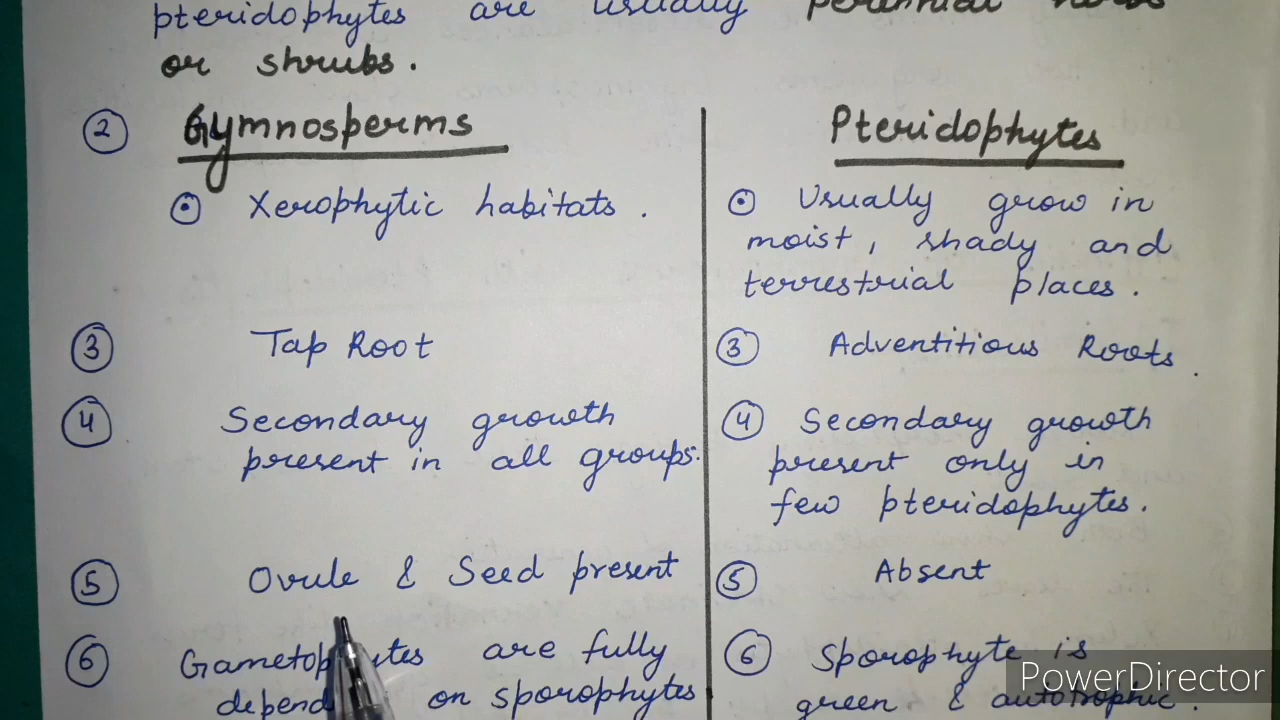 pteridophytes are usually perennial herbs
or shrubs.
2 Gymnosperms
Pteridophytes
Xerophytic habitats.
Usually grow in
moist, shady and
terrestrial places.
3 Tap Root
3 Adventitious Roots.
4 Secondary growth
present in all groups.
4 Secondary growth
present only in
few pteridophytes.
5 Ovule & Seed present
5 Absent
6 are fully
on sporophytes
6 Sporophyte is
green & autotrophic.
PowerDirector